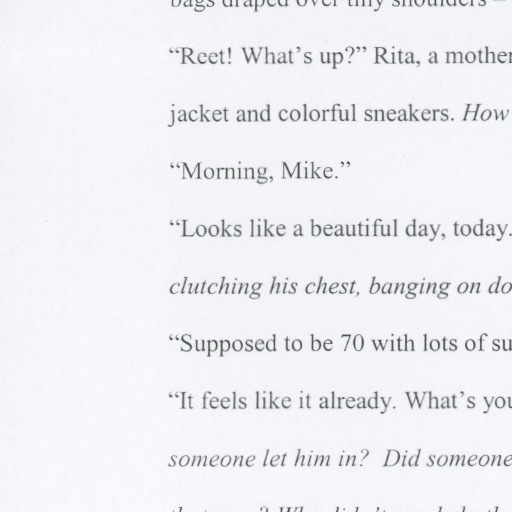 bags draped over tiny shoulders –
“Reet! What’s up?” Rita, a mother
jacket and colorful sneakers. How
“Morning, Mike.”
“Looks like a beautiful day, today.
clutching his chest, banging on do
“Supposed to be 70 with lots of su
“It feels like it already. What’s you
someone let him in?  Did someone